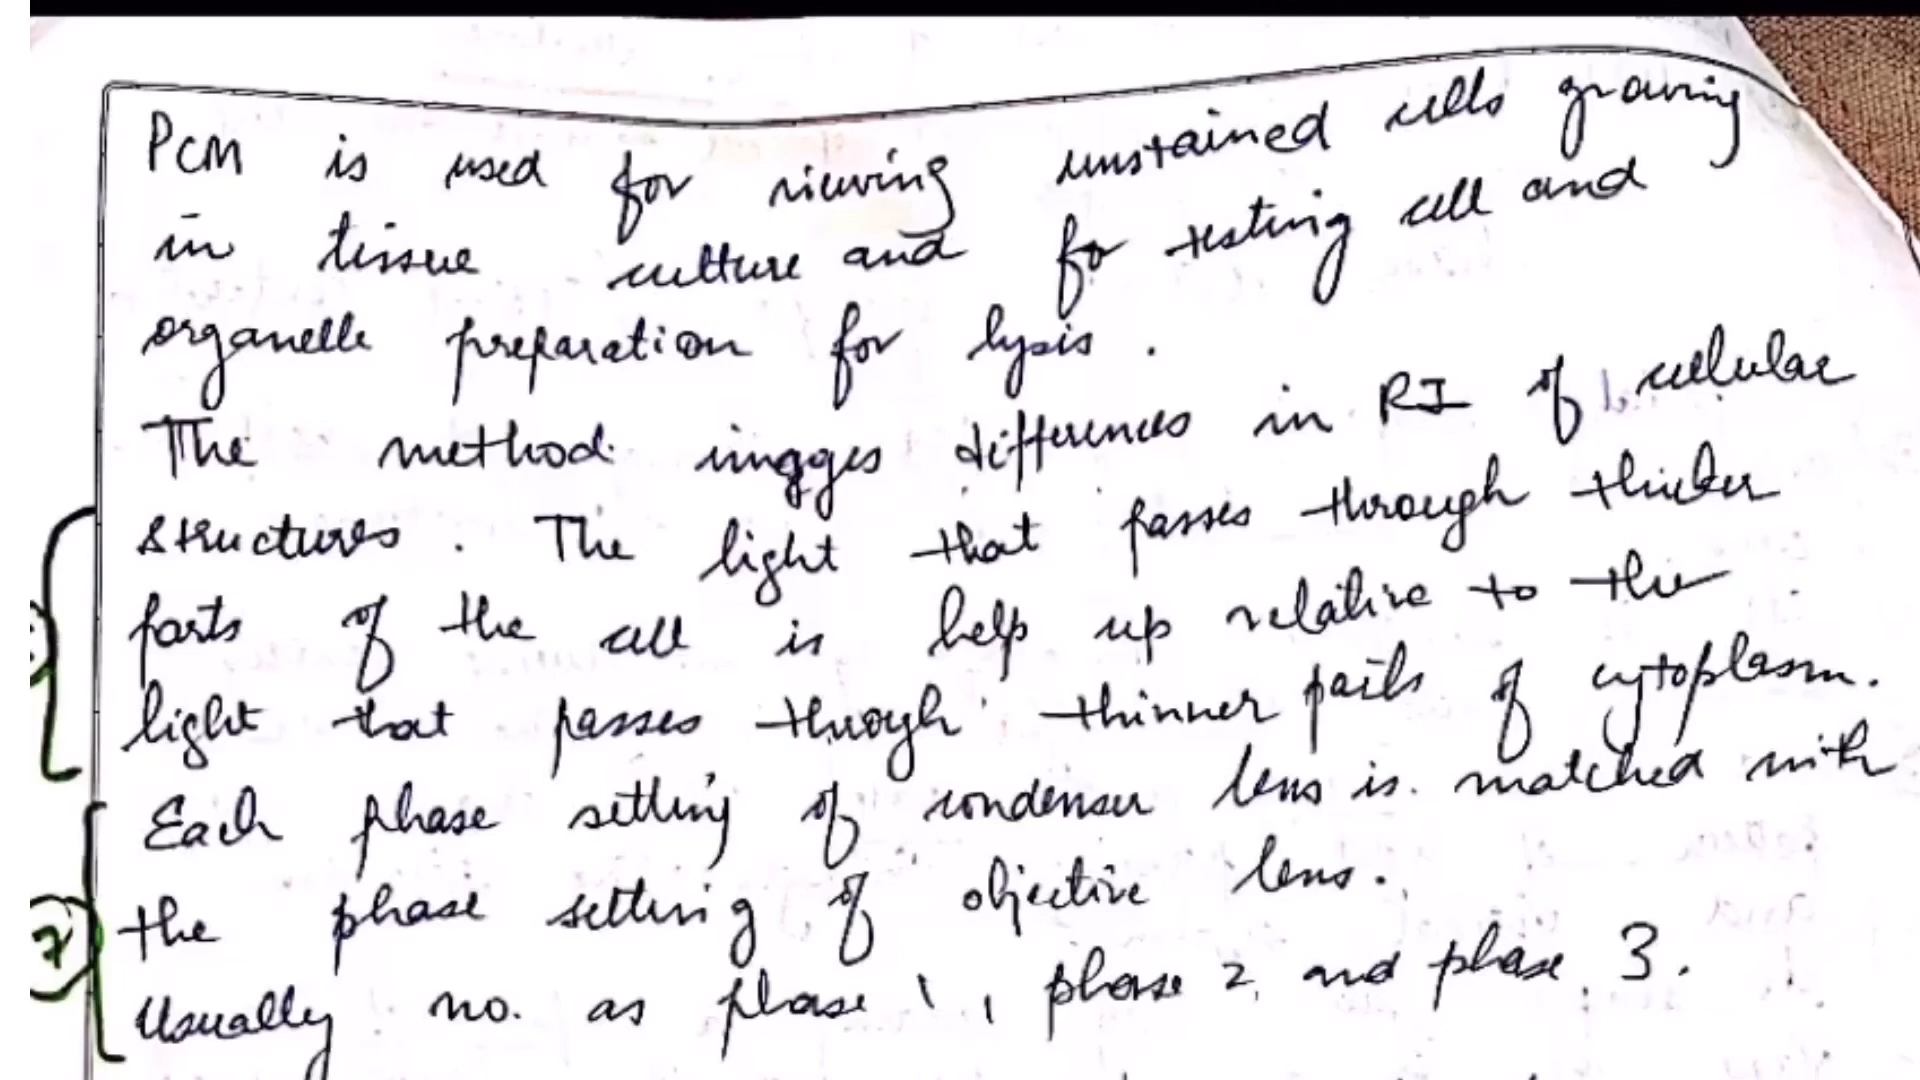 PCM is used for viewing unstained cells growing
in tissue culture and for testing cell and
organelle preparation for lysis.
The method images differences in RI of cellular
structures. The light that passes through thicker
parts of the cell is help up relative to the
light that passes through thinner parts of cytoplasm.
Each phase setting of condenser lens is matched with
the phase setting of objective lens.
7
Usually no. as phase 1, phase 2, and phase 3.